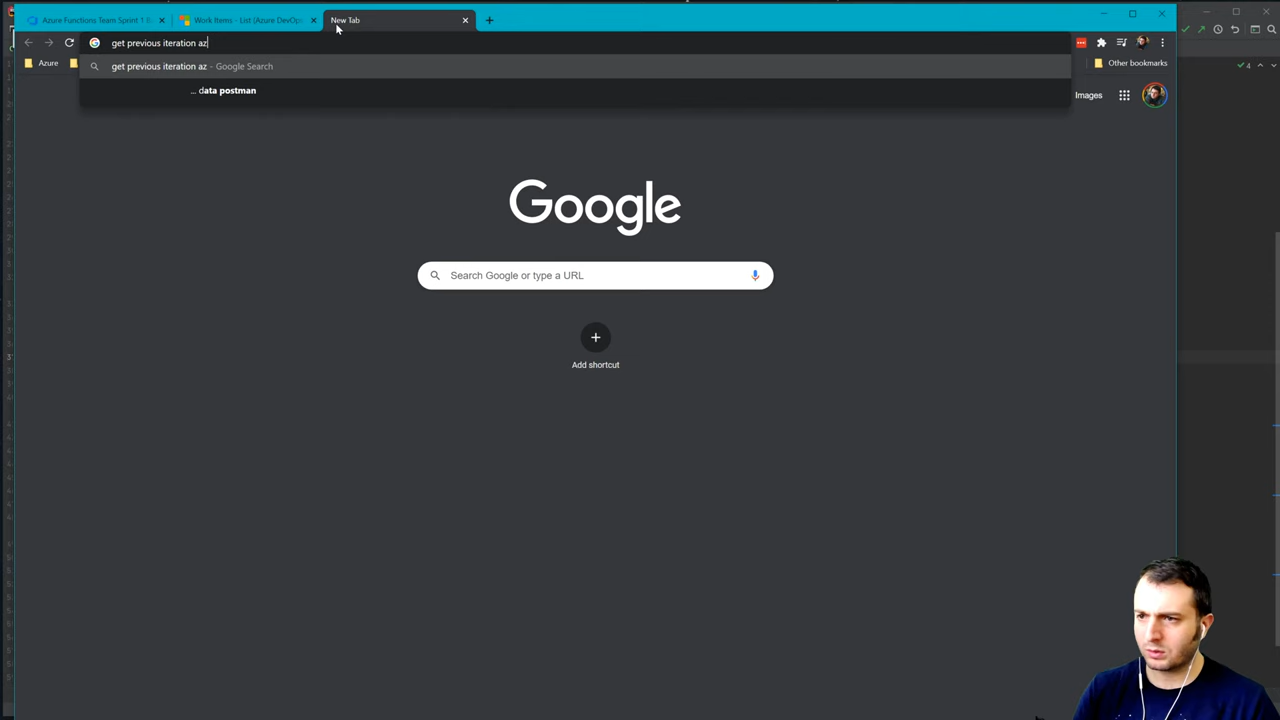 Azure Functions Team Sprint 1 B
Work Items - List (Azure DevOps
New Tab
get previous iteration az
get previous iteration az - Google Search
... data postman
Azure
Other bookmarks
4
Images
Google
Search Google or type a URL
Add shortcut